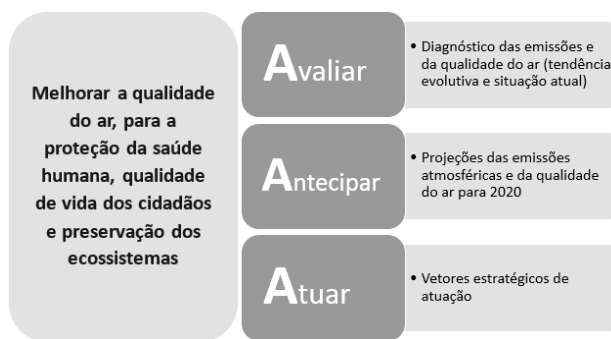 Melhorar a qualidade
do ar, para a
proteção da saúde
humana, qualidade
de vida dos cidadãos
e preservação dos
ecossistemas
Avaliar
• Diagnóstico das emissões e
da qualidade do ar (tendência
evolutiva e situação atual)
Antecipar
• Projeções das emissões
atmosféricas e da qualidade
do ar para 2020
Atuar
• Vetores estratégicos de
atuação